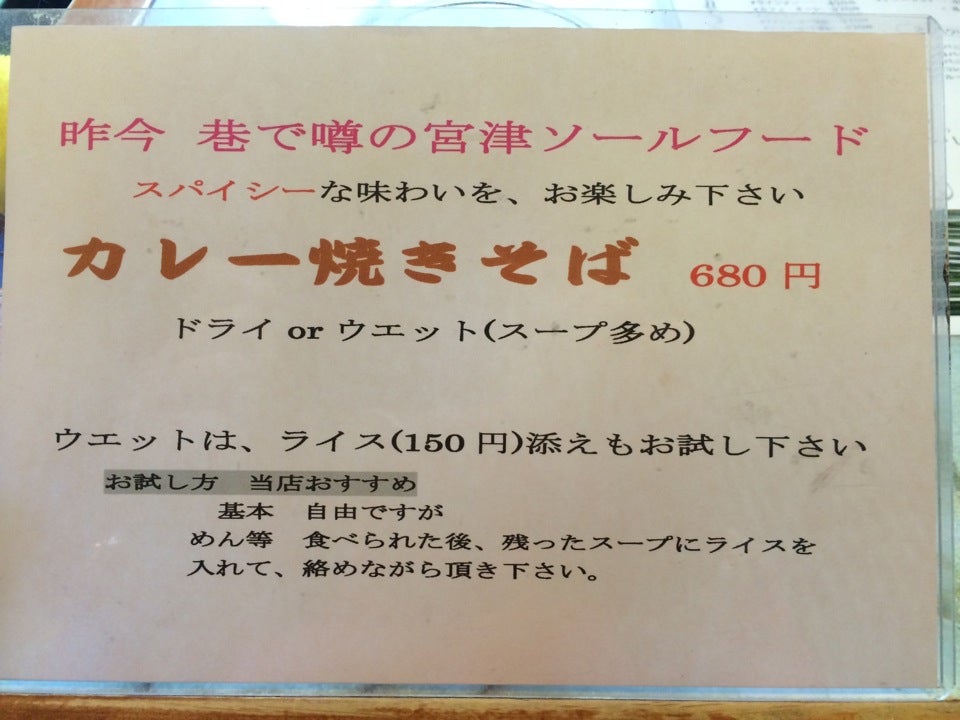 昨今 巷で噂の宮津ソールフード
スパイシーな味わいを、お楽しみ下さい
カレー焼きそば 680 円
ドライ or ウエット(スープ多め)
ウエットは、ライス(150 円)添えもお試し下さい
お試し方 当店おすすめ
基本 自由ですが
めん等 食べられた後、残ったスープにライスを
入れて、絡めながら頂き下さい。